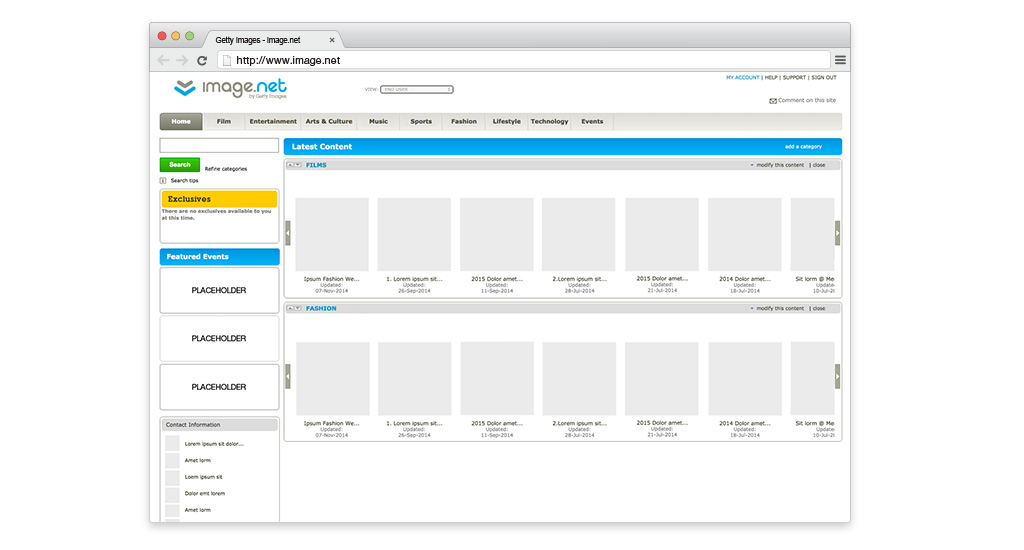 Getty Images - Image.net
http://www.image.net
MY ACCOUNT | HELP | SUPPORT | SIGN OUT
image.net
by Getty Images
VIEW: END USER
Comment on this site
Home Film Entertainment Arts & Culture Music Sports Fashion Lifestyle Technology Events
Search Refine categories
Search tips
Exclusives
There are no exclusives available to you
at this time.
Featured Events
PLACEHOLDER
PLACEHOLDER
PLACEHOLDER
Contact Information
Lorem ipsum sit dolor...
Amet lorm
Loem ipsum sit
Dolor emt lorem
Amet lorm
Latest Content add a category
FILMS modify this content | close
Ipsum Fashion We... 1. Lorem ipsum sit... 2015 Dolor amet... 2.Lorem ipsum sit... 2015 Dolor amet... 2014 Dolor amet... Sit lorm @ Me
Updated: Updated: Updated: Updated: Updated: Updated: Update
07-Nov-2014 26-Sep-2014 11-Sep-2014 28-Jul-2014 21-Jul-2014 18-Jul-2014 10-Jul-2
FASHION modify this content | close
Ipsum Fashion We... 1. Lorem ipsum sit... 2015 Dolor amet... 2.Lorem ipsum sit... 2015 Dolor amet... 2014 Dolor amet... Sit lorm @ Me
Updated: Updated: Updated: Updated: Updated: Updated: Update
07-Nov-2014 26-Sep-2014 11-Sep-2014 28-Jul-2014 21-Jul-2014 18-Jul-2014 10-Jul-2